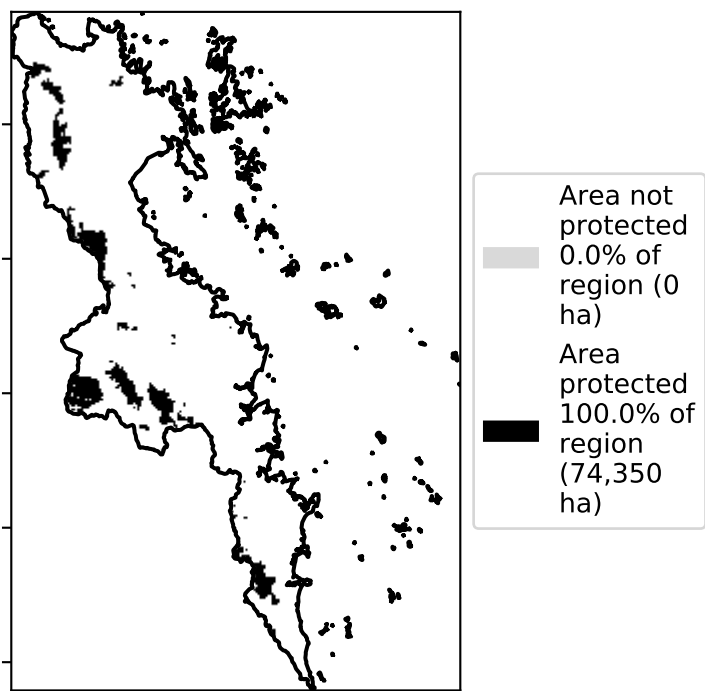 Area not
protected
0.0% of
region (0
ha)
Area
protected
100.0% of
region
(74,350
ha)